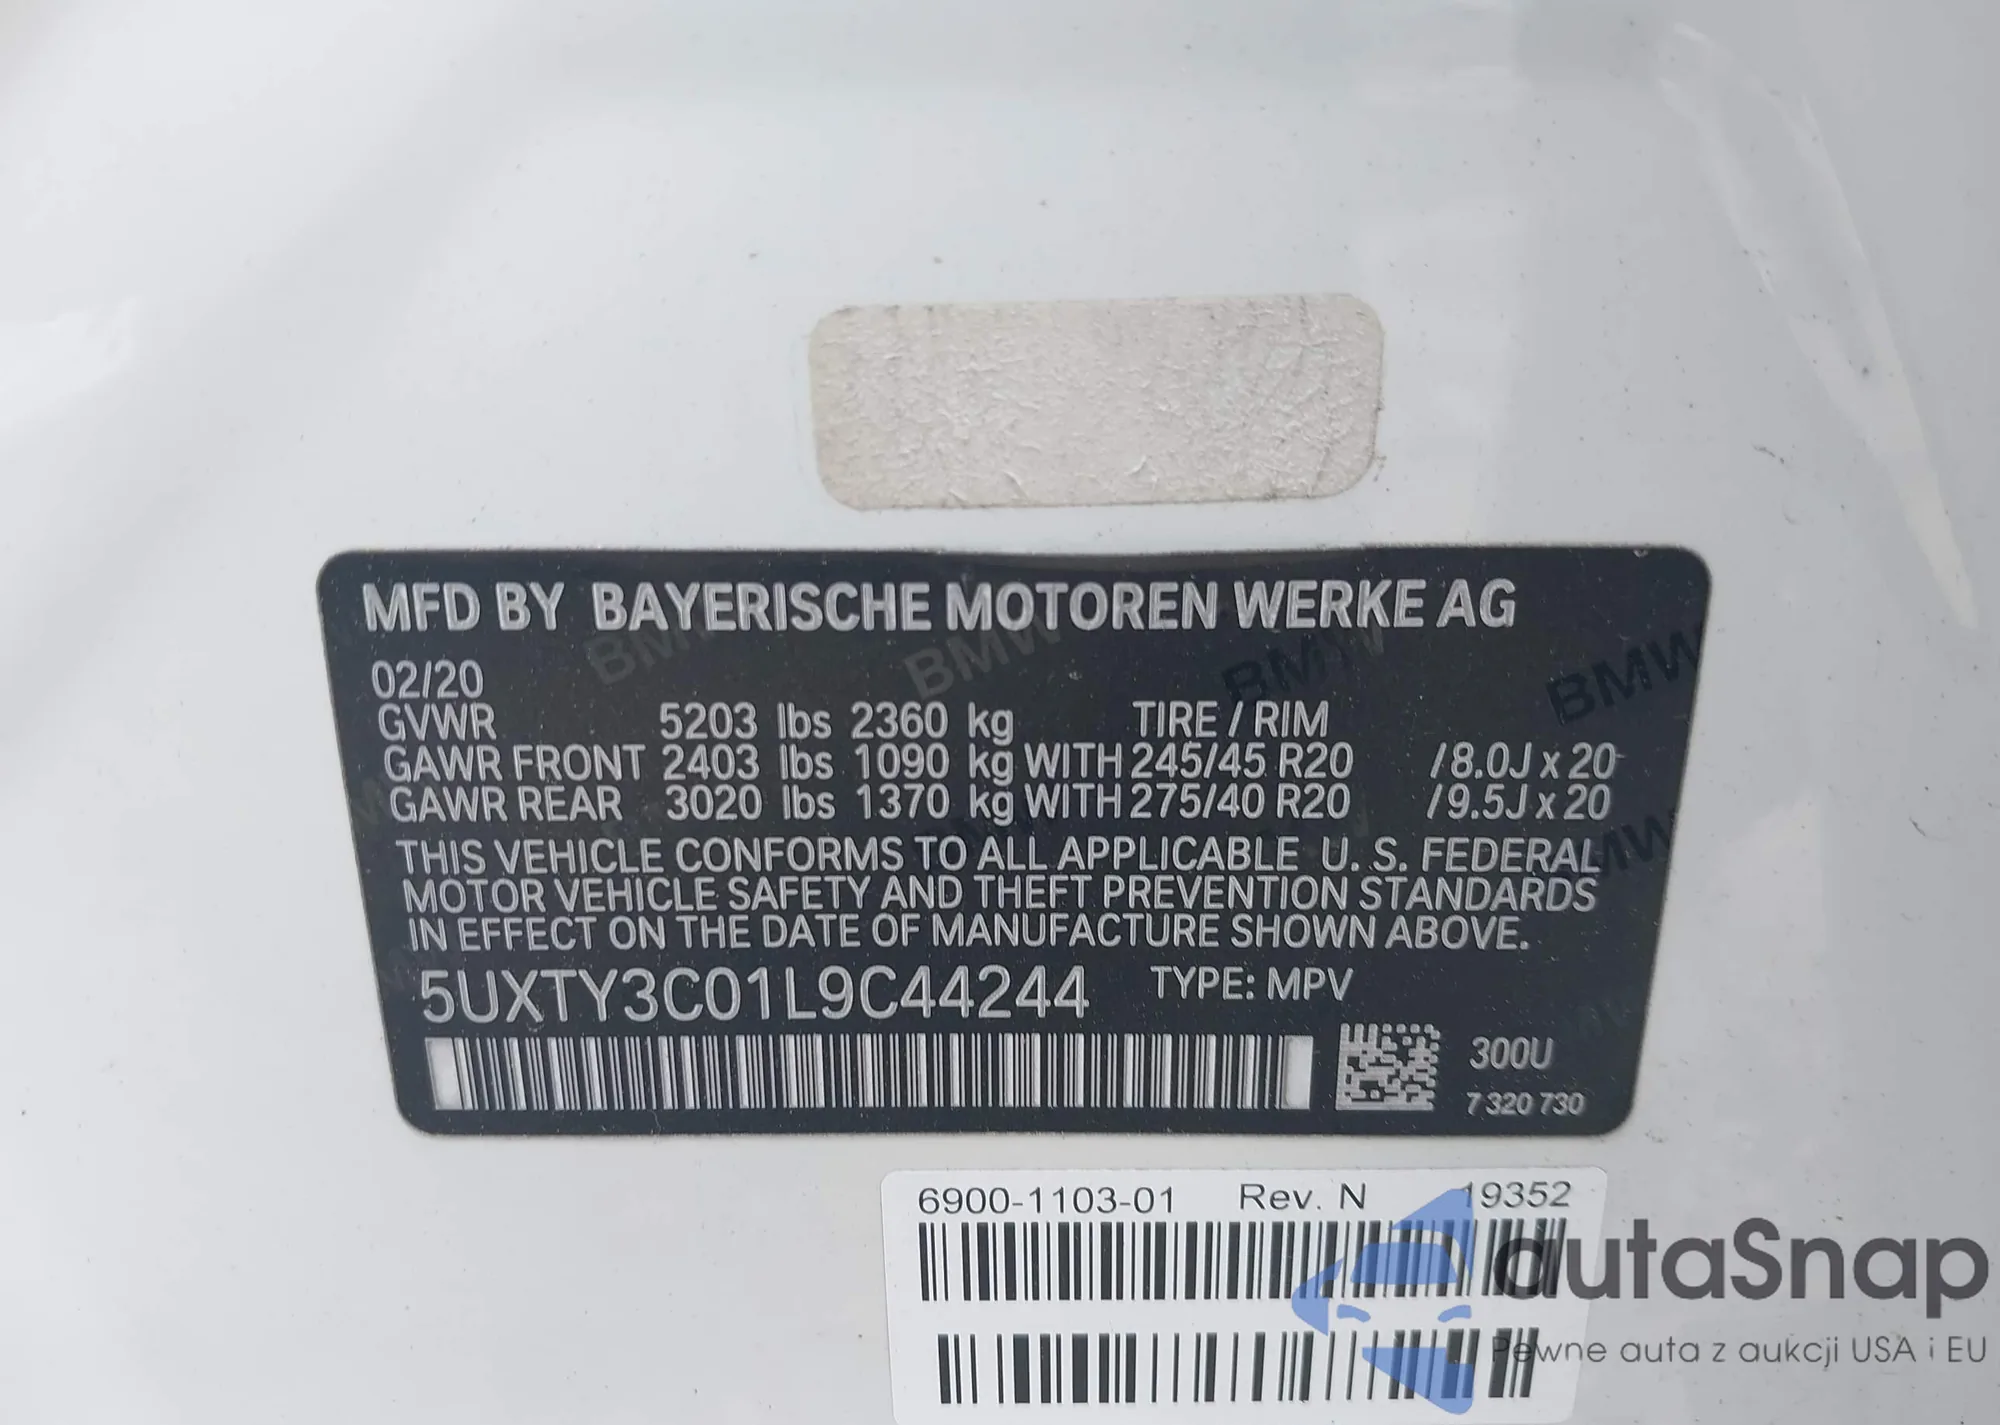 MFD BY BAYERISCHE MOTOREN WERKE AG
02/20
GVWR 5203 lbs 2360 kg TIRE / RIM
GAWR FRONT 2403 lbs 1090 kg WITH 245/45 R20 /8.0J x 20
GAWR REAR 3020 lbs 1370 kg WITH 275/40 R20 /9.5J x 20
THIS VEHICLE CONFORMS TO ALL APPLICABLE U. S. FEDERAL
MOTOR VEHICLE SAFETY AND THEFT PREVENTION STANDARDS
IN EFFECT ON THE DATE OF MANUFACTURE SHOWN ABOVE.
5UXTY3C01L9C44244 TYPE: MPV
300U
7 320 730
6900-1103-01 Rev. N 19352
autaSnap
Pewne auta z aukcji USA i EU